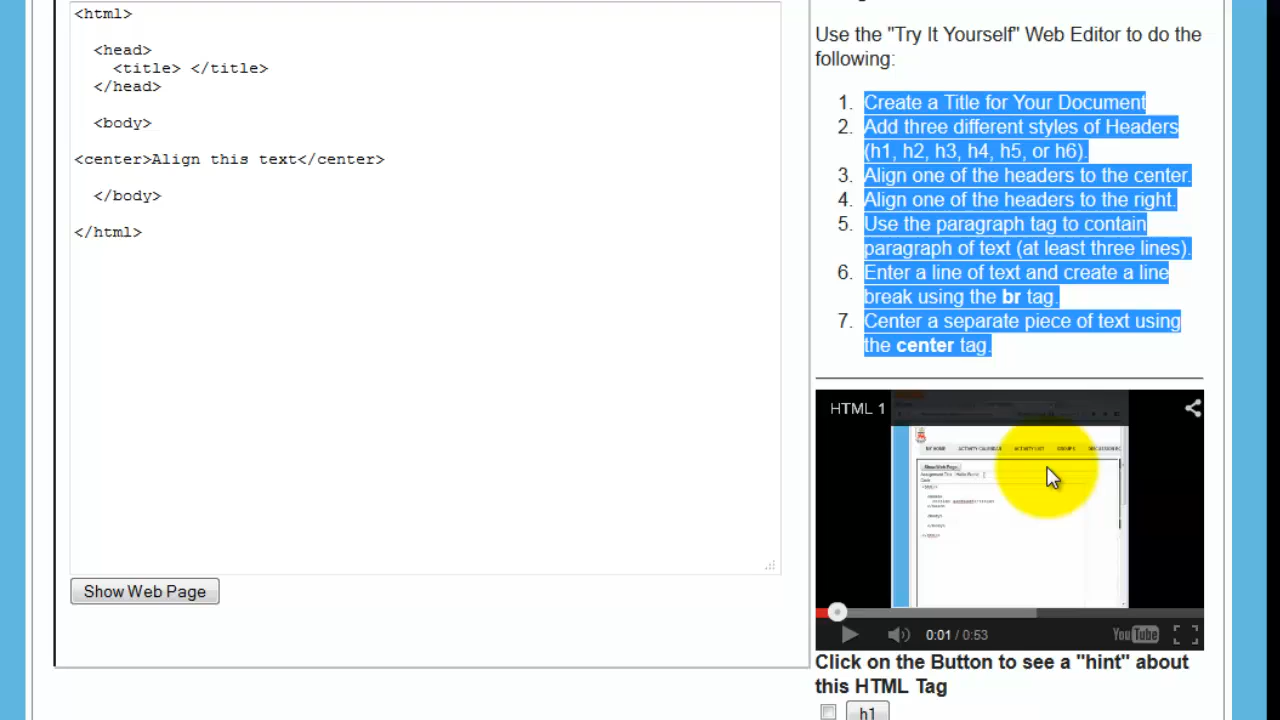 <html>
<head>
<title> </title>
</head>
<body>
<center>Align this text</center>
</body>
</html>
Show Web Page
Use the "Try It Yourself" Web Editor to do the
following:
1. Create a Title for Your Document
2. Add three different styles of Headers
(h1, h2, h3, h4, h5, or h6).
3. Align one of the headers to the center.
4. Align one of the headers to the right.
5. Use the paragraph tag to contain
paragraph of text (at least three lines).
6. Enter a line of text and create a line
break using the br tag.
7. Center a separate piece of text using
the center tag.
HTML 1
Show Web Page
0:01 / 0:53
YouTube
Click on the Button to see a "hint" about
this HTML Tag
h1